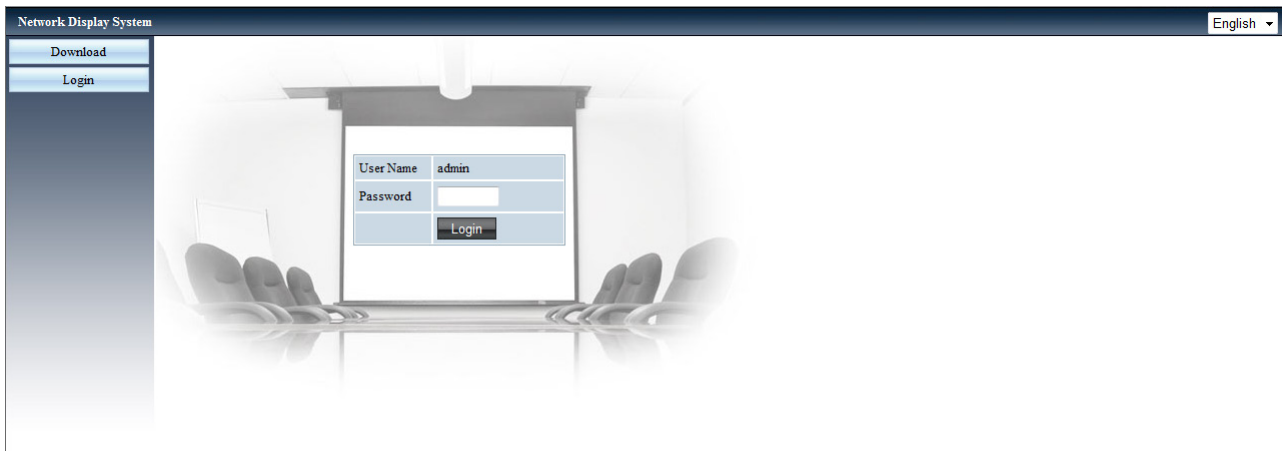 Network Display System
English
Download
Login
User Name admin
Password
Login